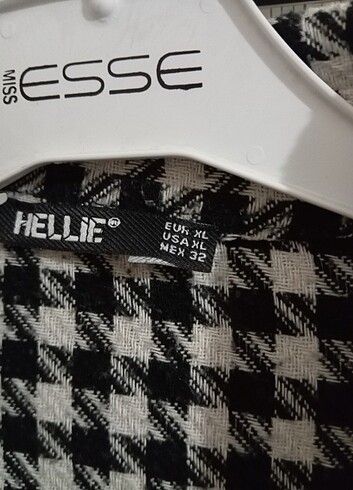 MISS ESSE
HELLIE®
EUR XL
USA XL
MEX 32